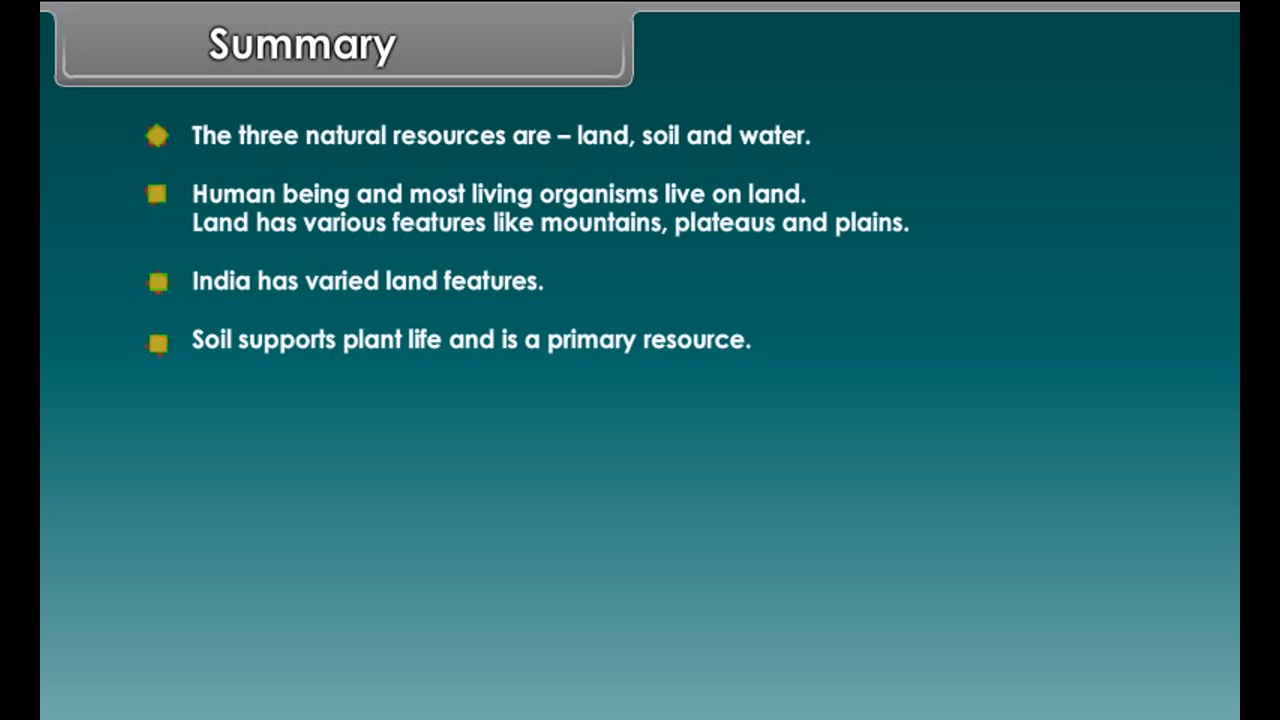 Summary
The three natural resources are – land, soil and water.
Human being and most living organisms live on land.
Land has various features like mountains, plateaus and plains.
India has varied land features.
Soil supports plant life and is a primary resource.